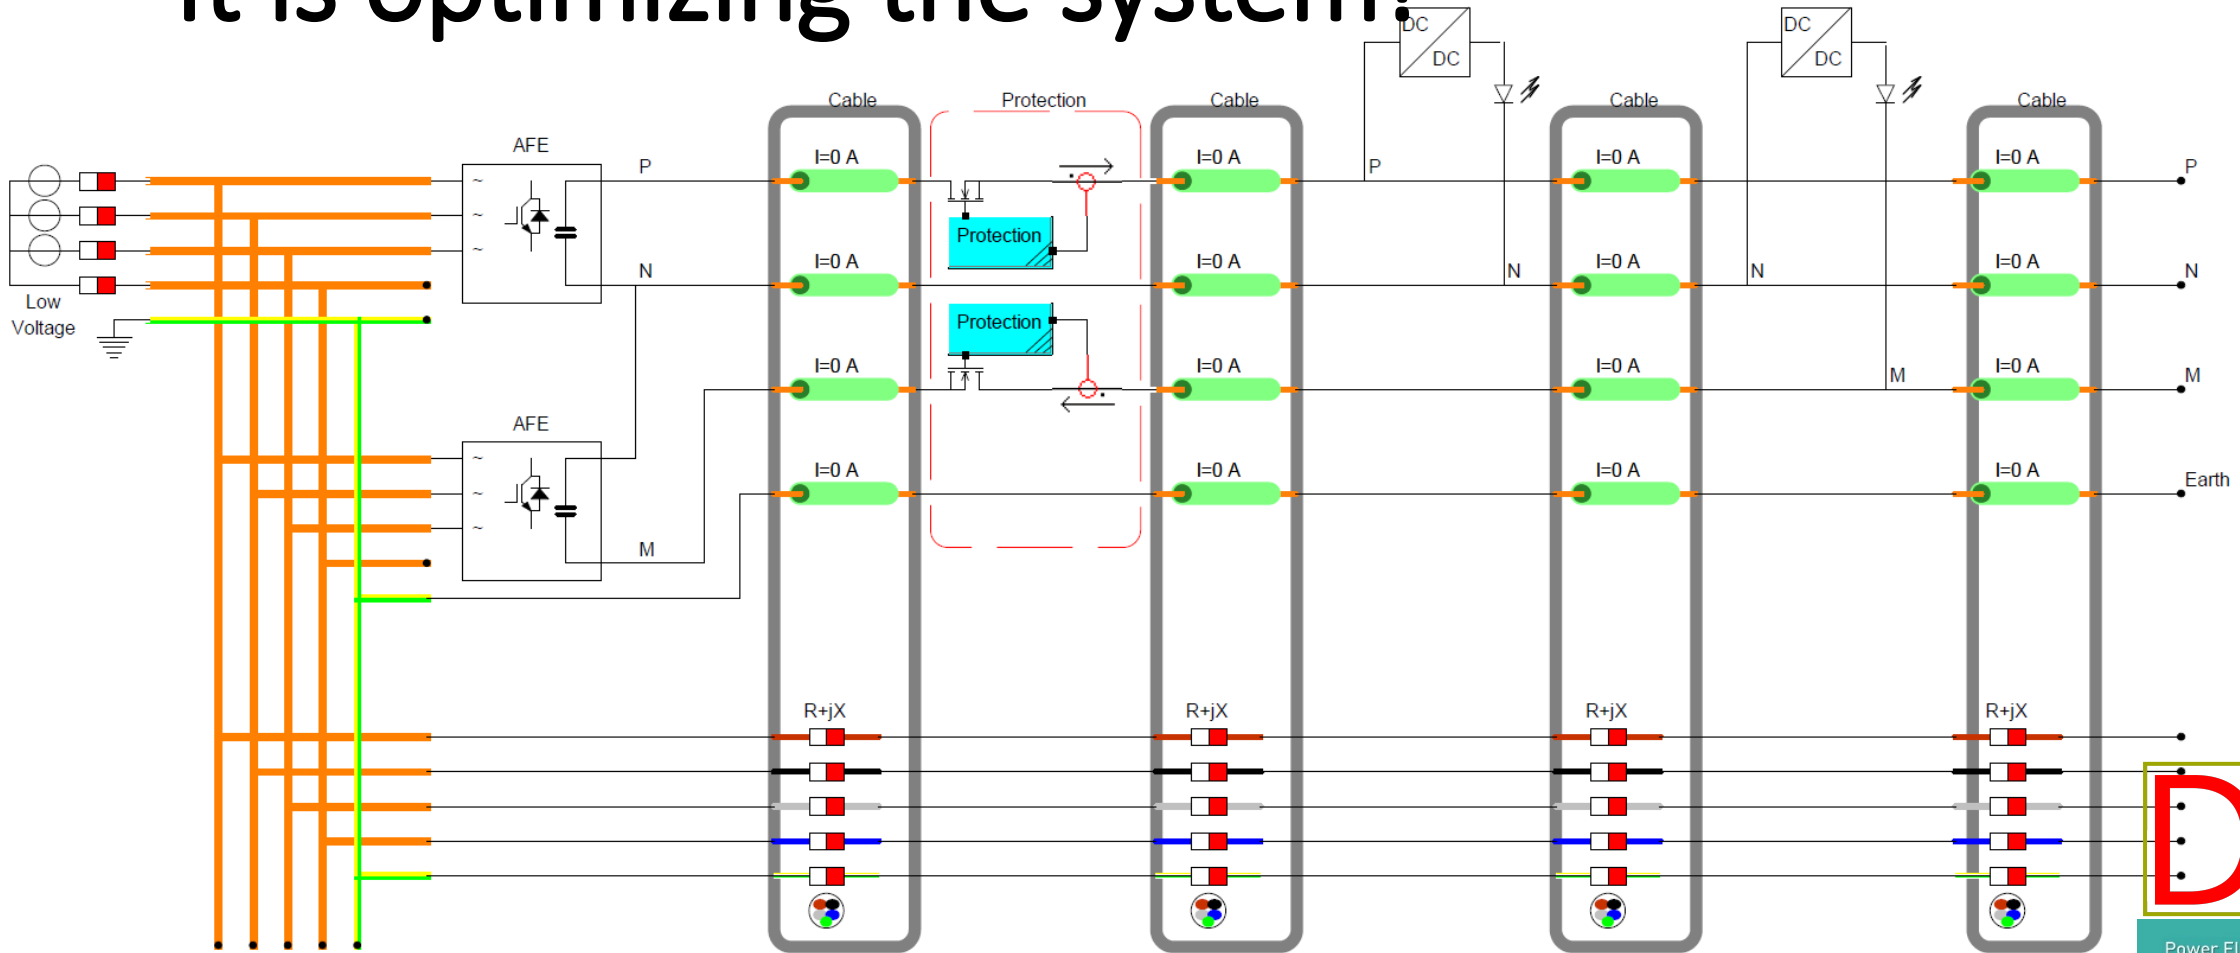 It is optimizing the system!
DC
DC
DC
DC
Cable
Protection
Cable
Cable
Cable
AFE
P
I=0 A
I=0 A
P
I=0 A
I=0 A
P
~
~
~
Protection
N
I=0 A
I=0 A
N
I=0 A
N
I=0 A
N
Low
Voltage
Protection
I=0 A
I=0 A
I=0 A
M
I=0 A
M
AFE
~
~
~
I=0 A
I=0 A
I=0 A
I=0 A
Earth
M
R+jX
R+jX
R+jX
R+jX
D
Power